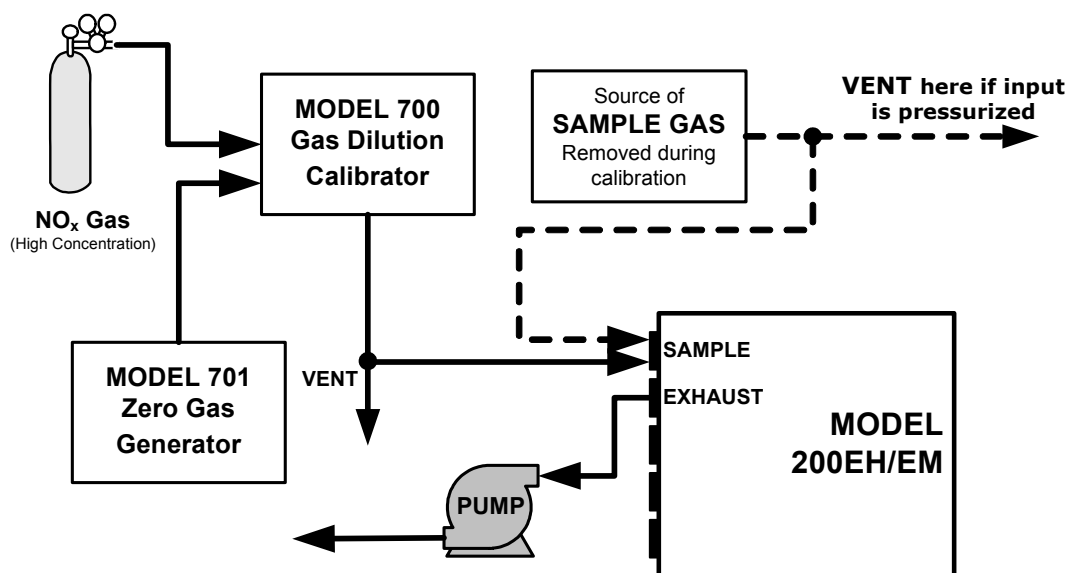 NOx Gas
(High Concentration)
MODEL 700
Gas Dilution
Calibrator
Source of
SAMPLE GAS
Removed during
calibration
VENT here if input
is pressurized
MODEL 701
Zero Gas
Generator
VENT
SAMPLE
EXHAUST
MODEL
200EH/EM
PUMP